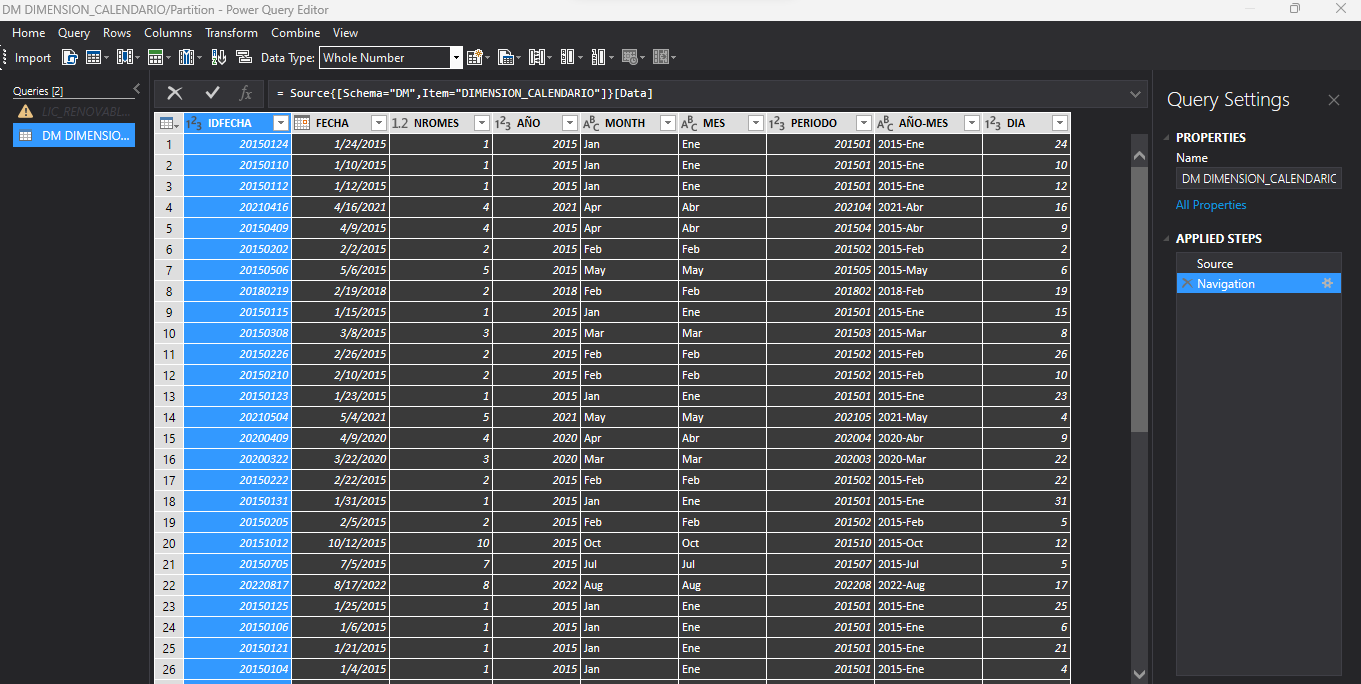 DM DIMENSION_CALENDARIO/Partition - Power Query Editor
Home Query Rows Columns Transform Combine View
Import Data Type: Whole Number
Queries [2]
LIC_RENOVABL...
DM DIMENSIO...
fx = Source{[Schema="DM",Item="DIMENSION_CALENDARIO"]}[Data]
1²3 IDFECHA FECHA 1.2 NROMES 1²3 AÑO ABC MONTH ABC MES 1²3 PERIODO ABC AÑO-MES 1²3 DIA
1 20150124 1/24/2015 1 2015 Jan Ene 201501 2015-Ene 24
2 20150110 1/10/2015 1 2015 Jan Ene 201501 2015-Ene 10
3 20150112 1/12/2015 1 2015 Jan Ene 201501 2015-Ene 12
4 20210416 4/16/2021 4 2021 Apr Abr 202104 2021-Abr 16
5 20150409 4/9/2015 4 2015 Apr Abr 201504 2015-Abr 9
6 20150202 2/2/2015 2 2015 Feb Feb 201502 2015-Feb 2
7 20150506 5/6/2015 5 2015 May May 201505 2015-May 6
8 20180219 2/19/2018 2 2018 Feb Feb 201802 2018-Feb 19
9 20150115 1/15/2015 1 2015 Jan Ene 201501 2015-Ene 15
10 20150308 3/8/2015 3 2015 Mar Mar 201503 2015-Mar 8
11 20150226 2/26/2015 2 2015 Feb Feb 201502 2015-Feb 26
12 20150210 2/10/2015 2 2015 Feb Feb 201502 2015-Feb 10
13 20150123 1/23/2015 1 2015 Jan Ene 201501 2015-Ene 23
14 20210504 5/4/2021 5 2021 May May 202105 2021-May 4
15 20200409 4/9/2020 4 2020 Apr Abr 202004 2020-Abr 9
16 20200322 3/22/2020 3 2020 Mar Mar 202003 2020-Mar 22
17 20150222 2/22/2015 2 2015 Feb Feb 201502 2015-Feb 22
18 20150131 1/31/2015 1 2015 Jan Ene 201501 2015-Ene 31
19 20150205 2/5/2015 2 2015 Feb Feb 201502 2015-Feb 5
20 20151012 10/12/2015 10 2015 Oct Oct 201510 2015-Oct 12
21 20150705 7/5/2015 7 2015 Jul Jul 201507 2015-Jul 5
22 20220817 8/17/2022 8 2022 Aug Aug 202208 2022-Aug 17
23 20150125 1/25/2015 1 2015 Jan Ene 201501 2015-Ene 25
24 20150106 1/6/2015 1 2015 Jan Ene 201501 2015-Ene 6
25 20150121 1/21/2015 1 2015 Jan Ene 201501 2015-Ene 21
26 20150104 1/4/2015 1 2015 Jan Ene 201501 2015-Ene 4
Query Settings
PROPERTIES
Name
DM DIMENSION_CALENDARIC
All Properties
APPLIED STEPS
Source
Navigation